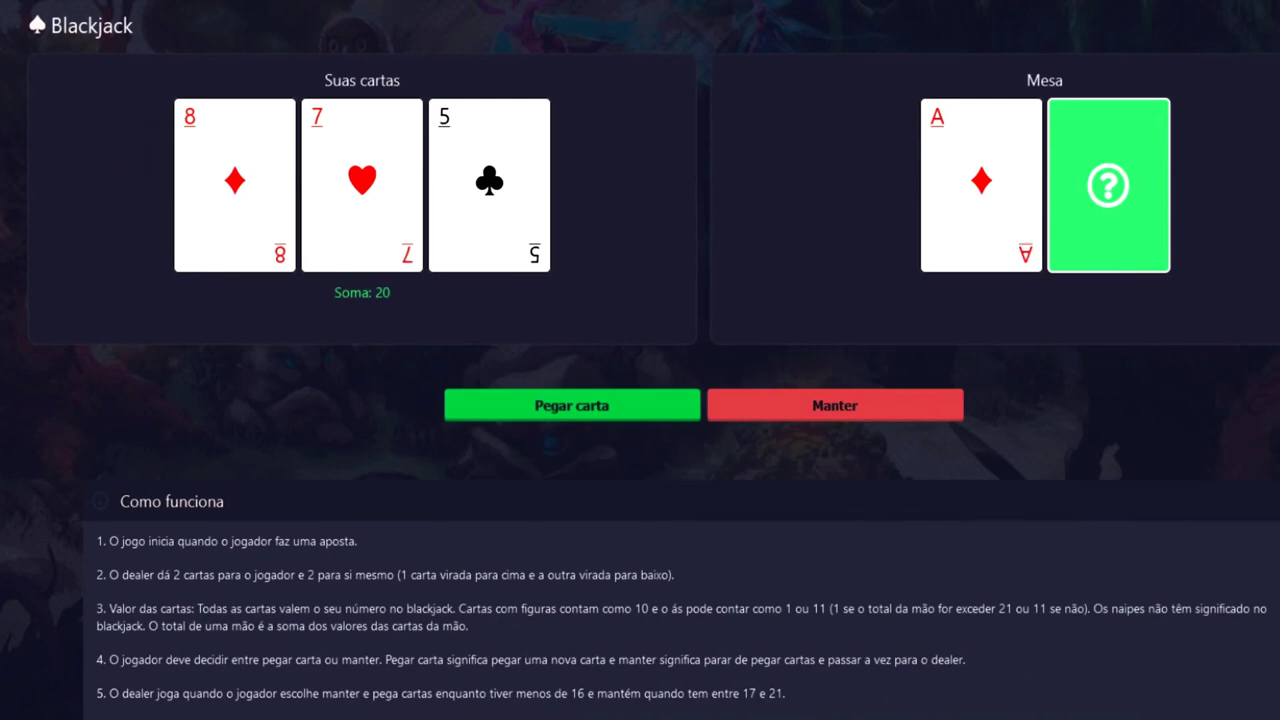 Blackjack
Suas cartas
Mesa
8
7
5
A
?
8
7
5
A
Soma: 20
Pegar carta
Manter
Como funciona
1. O jogo inicia quando o jogador faz uma aposta.
2. O dealer dá 2 cartas para o jogador e 2 para si mesmo (1 carta virada para cima e a outra virada para baixo).
3. Valor das cartas: Todas as cartas valem o seu número no blackjack. Cartas com figuras contam como 10 e o ás pode contar como 1 ou 11 (1 se o total da mão for exceder 21 ou 11 se não). Os naipes não têm significado no
blackjack. O total de uma mão é a soma dos valores das cartas da mão.
4. O jogador deve decidir entre pegar carta ou manter. Pegar carta significa pegar uma nova carta e manter significa parar de pegar cartas e passar a vez para o dealer.
5. O dealer joga quando o jogador escolhe manter e pega cartas enquanto tiver menos de 16 e mantém quando tem entre 17 e 21.